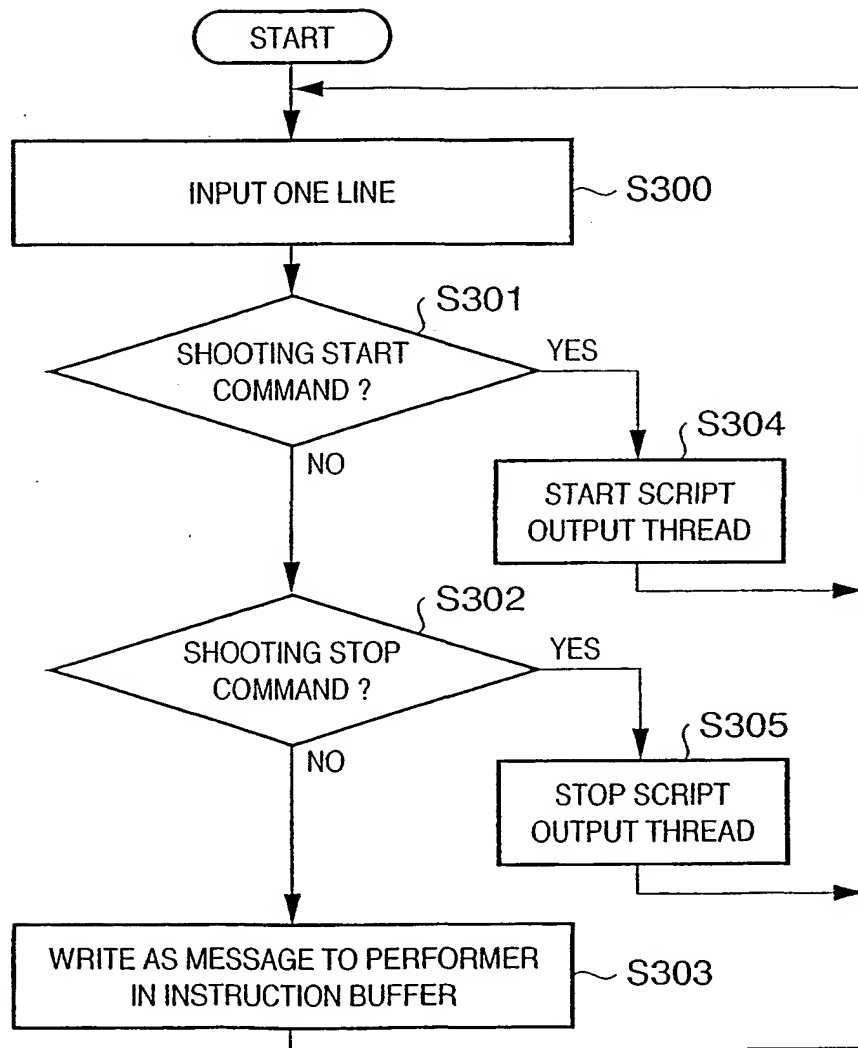 START
INPUT ONE LINE
S300
S301
SHOOTING START
COMMAND ?
YES
NO
S304
START SCRIPT
OUTPUT THREAD
S302
SHOOTING STOP
COMMAND ?
YES
NO
S305
STOP SCRIPT
OUTPUT THREAD
WRITE AS MESSAGE TO PERFORMER
IN INSTRUCTION BUFFER
S303